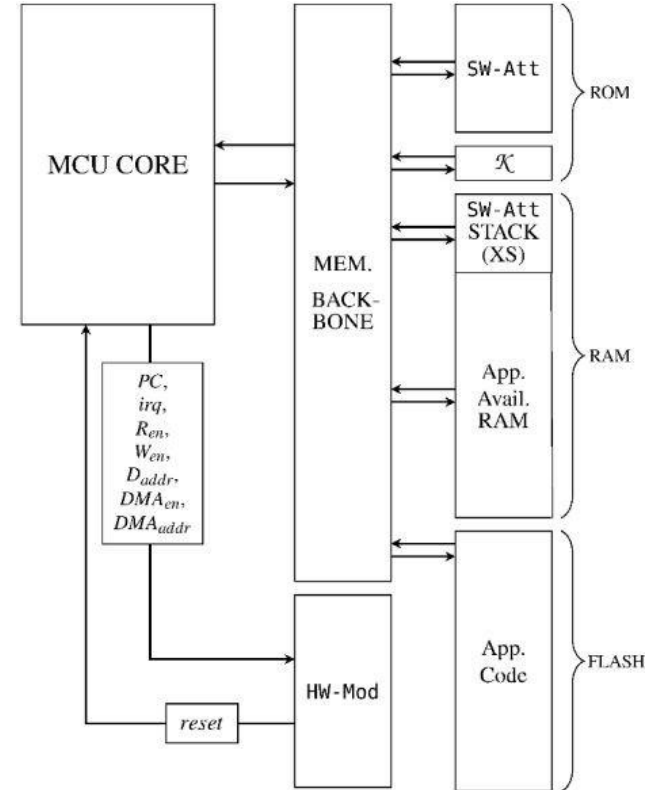 MCU CORE
MEM.
BACK-
BONE
SW-Att
𝒦
ROM
SW-Att
STACK
(XS)
App.
Avail.
RAM
RAM
PC,
irq,
R_en,
W_en,
D_addr,
DMA_en,
DMA_addr
HW-Mod
reset
App.
Code
FLASH